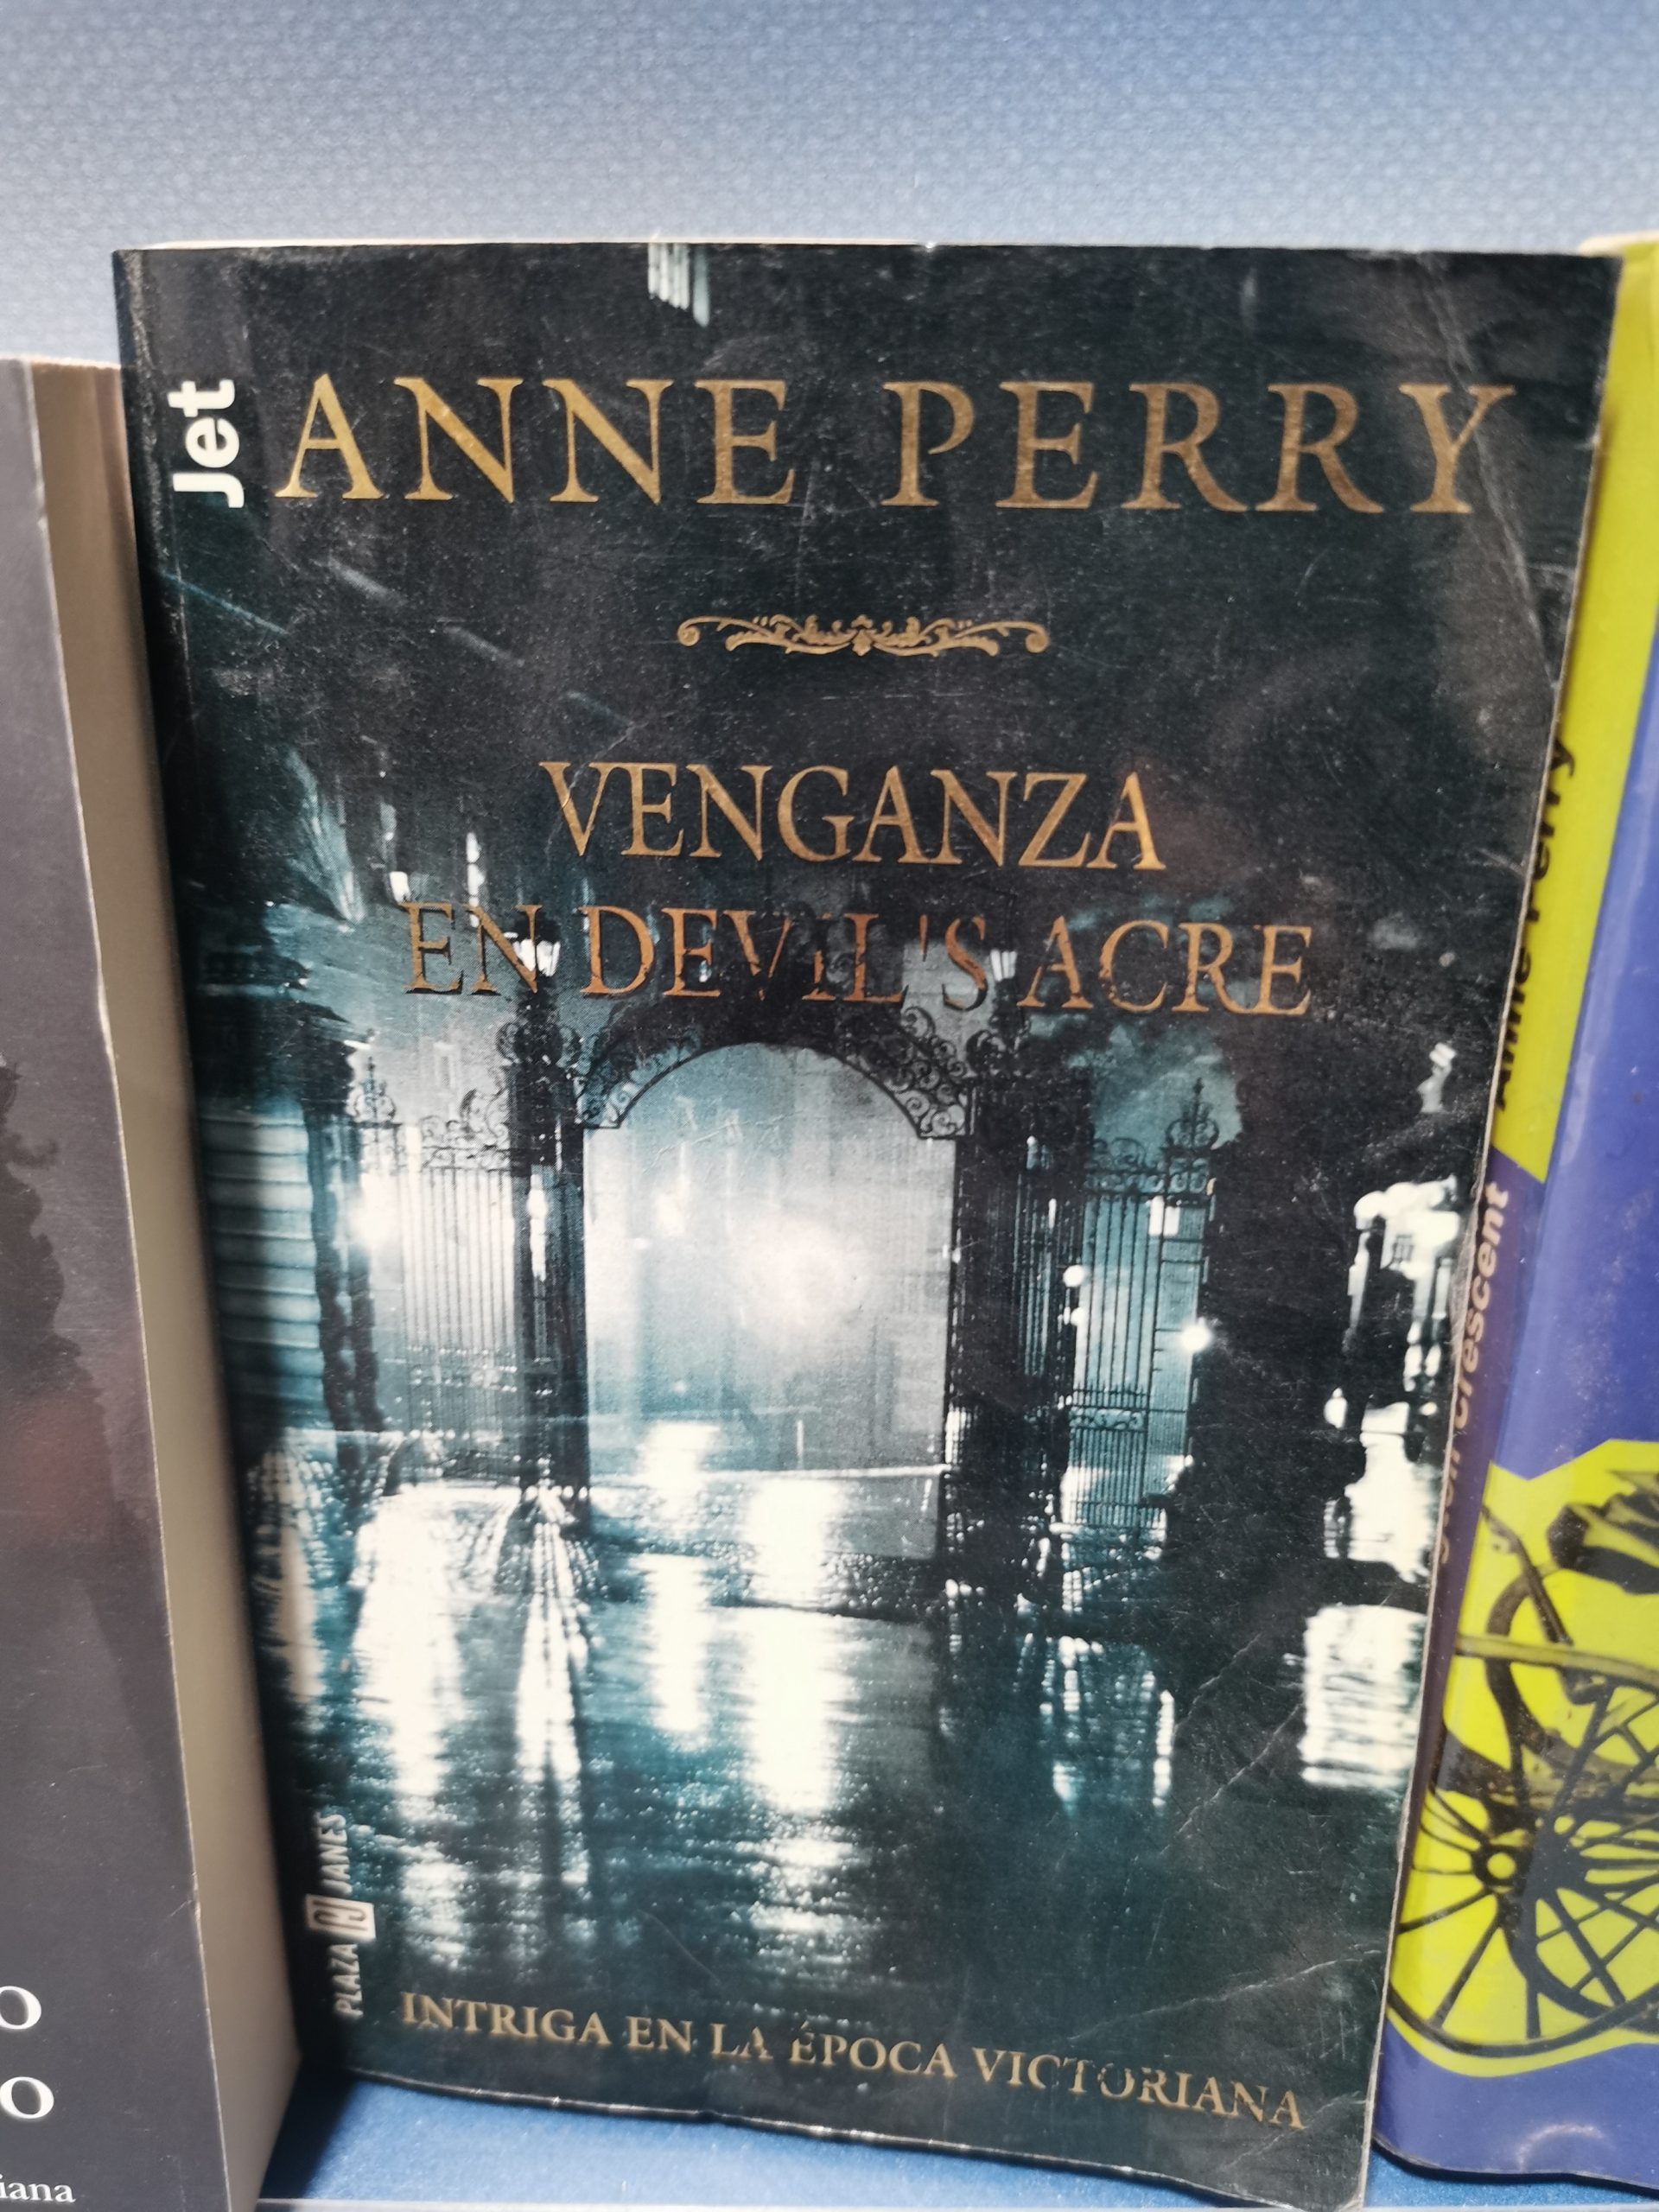 Jet
ANNE PERRY
VENGANZA
EN DEVIL'S ACRE
PLAZA JANES
INTRIGA EN LA ÉPOCA VICTORIANA
Anne Perry
Crescent
O
O
iana